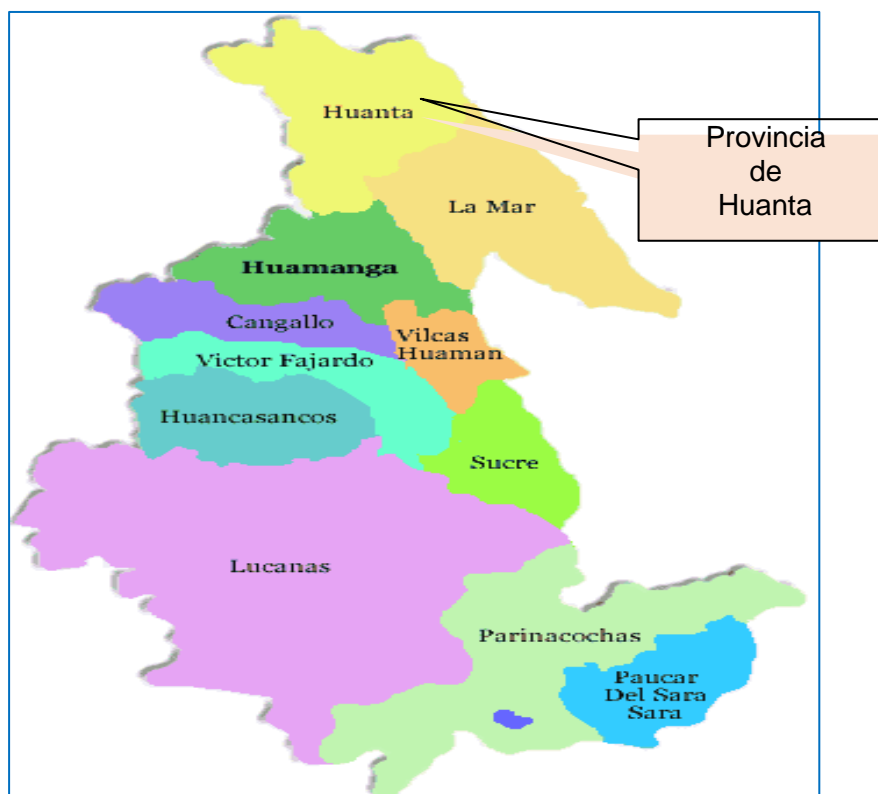 Huanta
Provincia
de
Huanta
La Mar
Huamanga
Cangallo
Vilcas
Huaman
Victor Fajardo
Huancasancos
Sucre
Lucanas
Parinacochas
Paucar
Del Sara
Sara